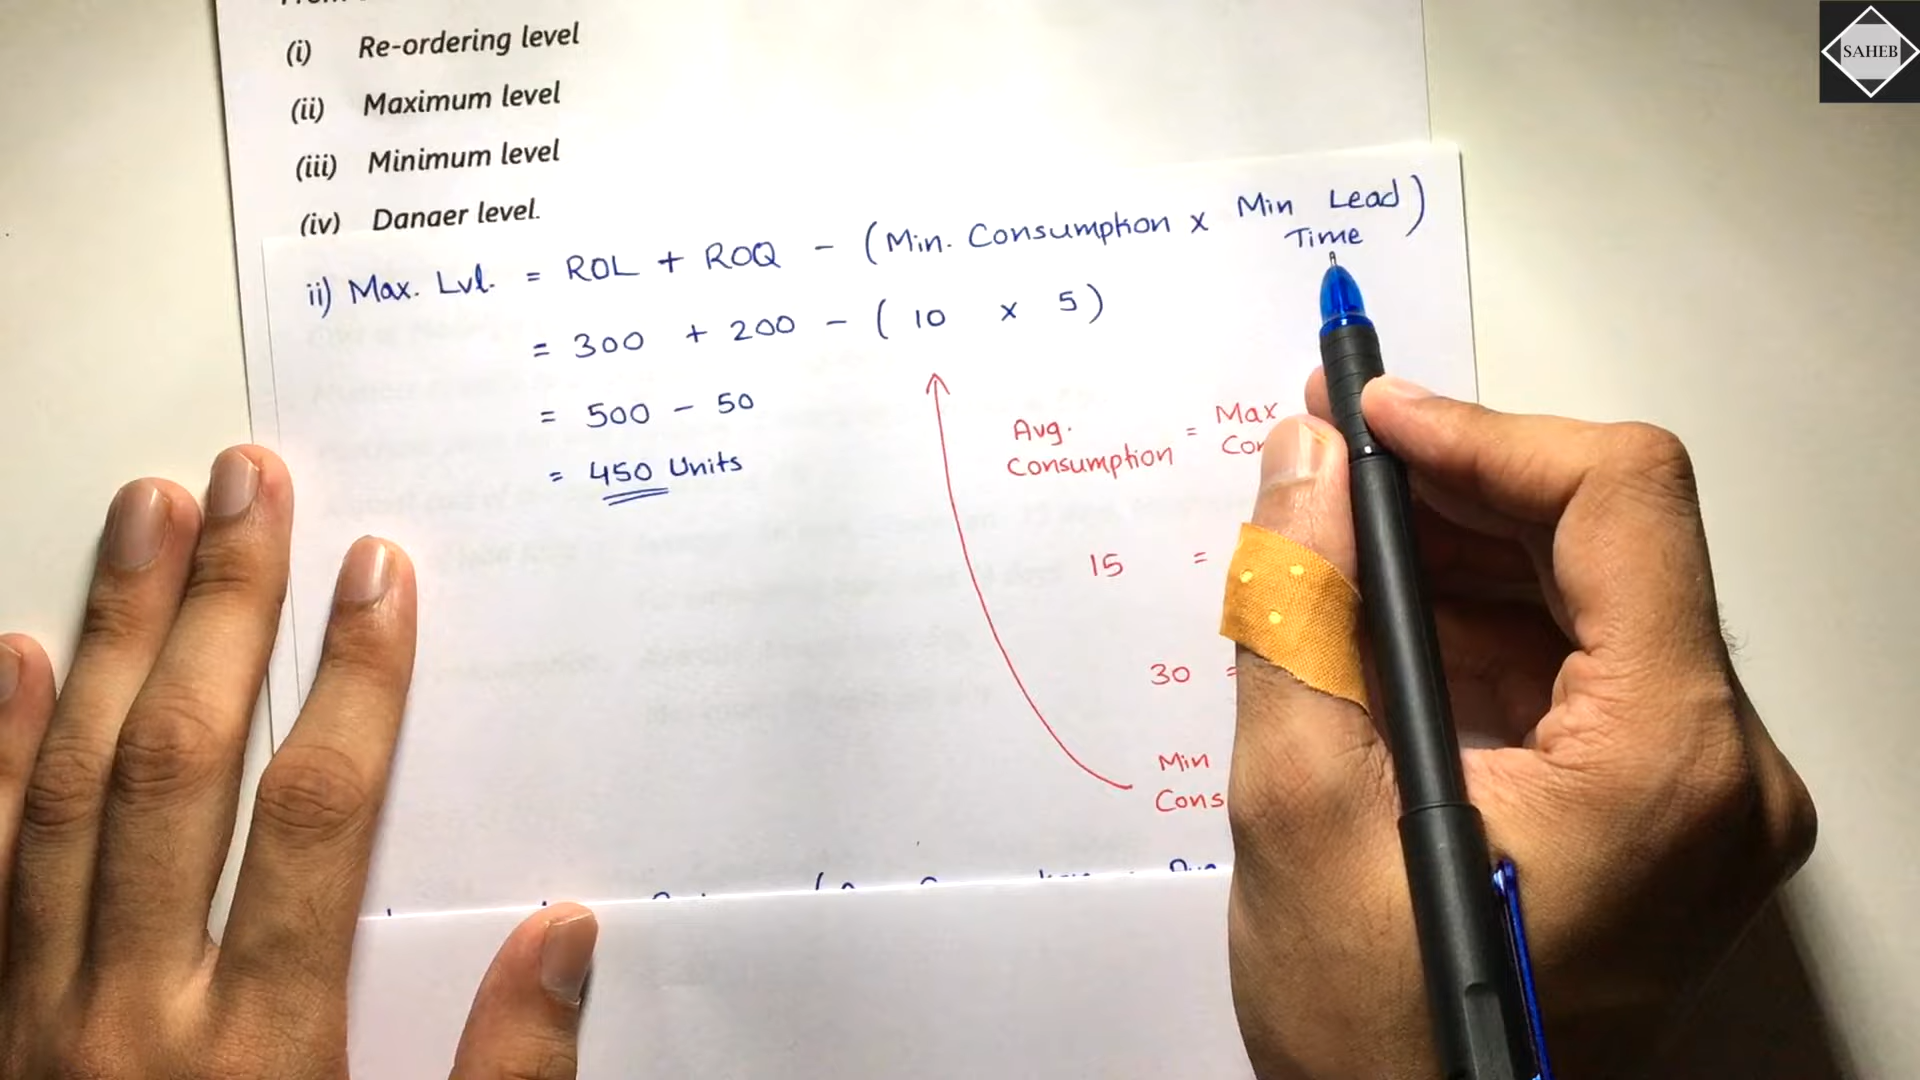 SAHEB
(i) Re-ordering level
(ii) Maximum level
(iii) Minimum level
(iv) Danger level.
ii) Max. Lvl. = ROL + ROQ - (Min. Consumption x Min Lead Time)
= 300 + 200 - ( 10 x 5 )
= 500 - 50
= 450 Units
Avg. Consumption = Max
15 =
30 =
Min
Cons